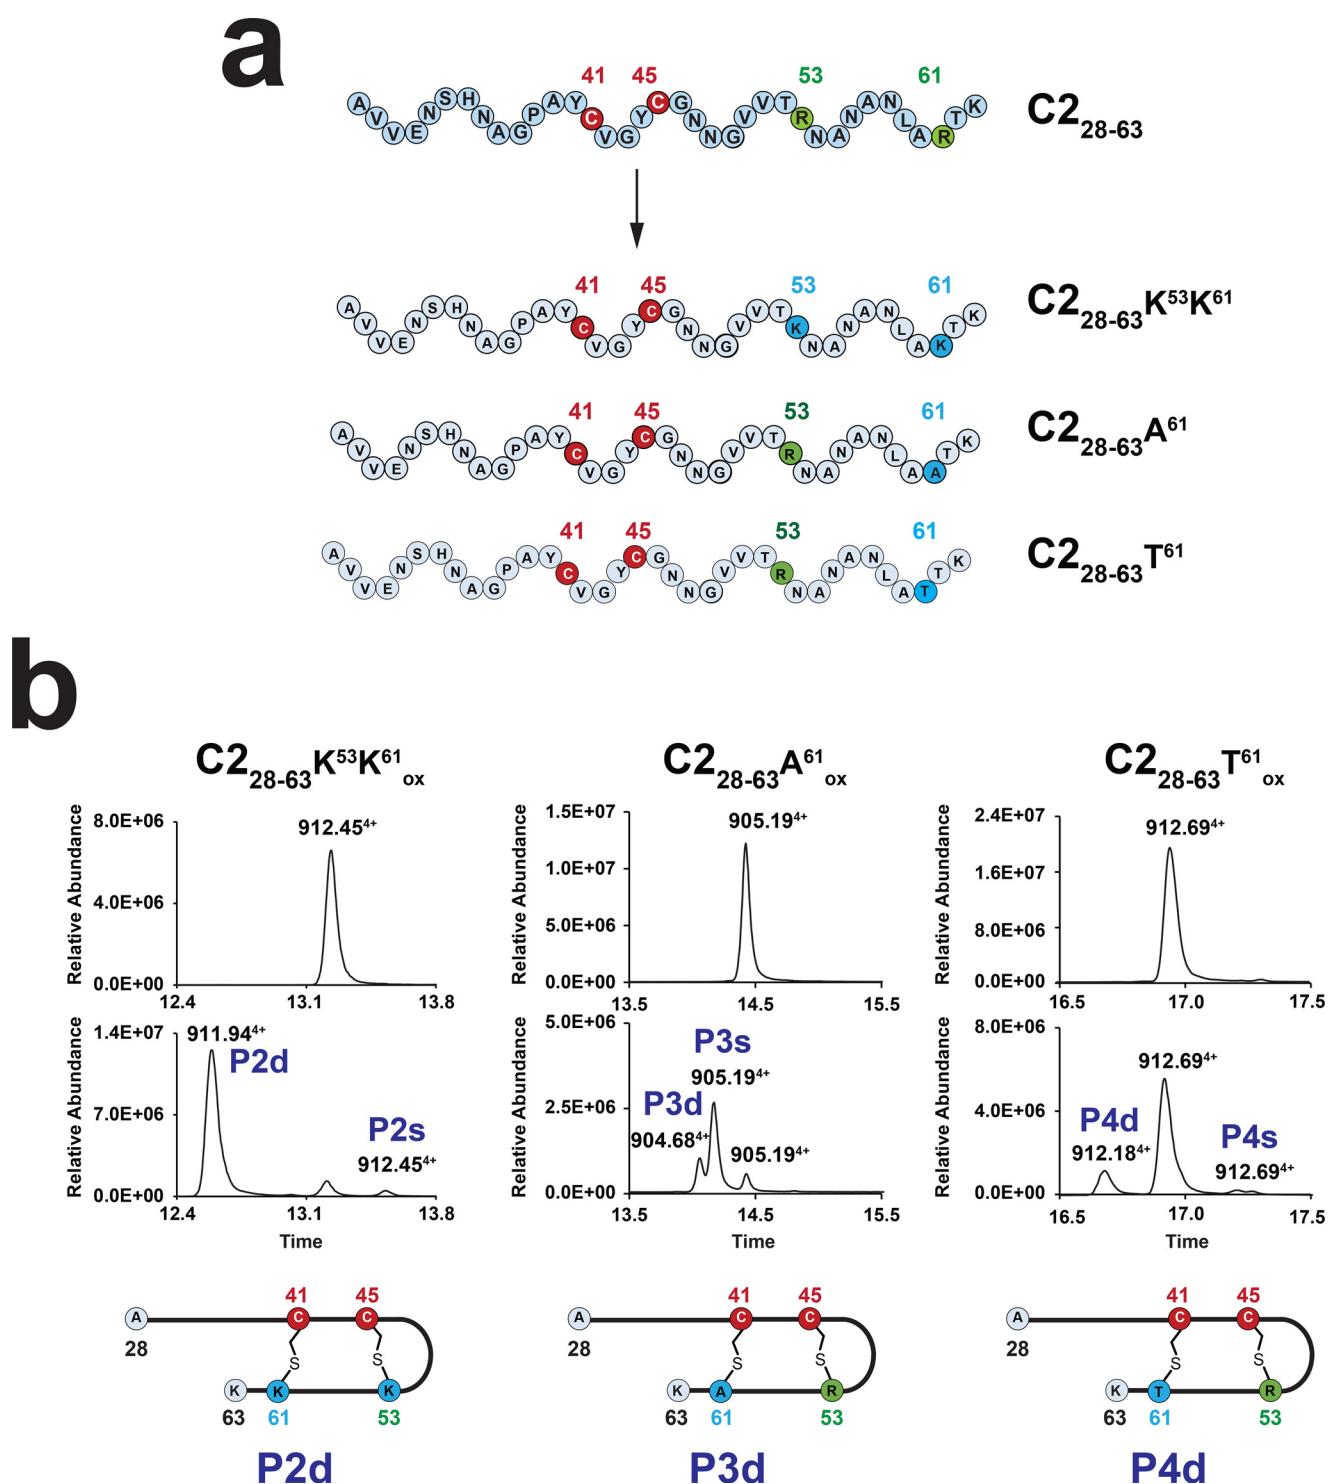 a
41 45 53 61
A V V E N S H N A G P A Y C V G Y C G N N G V V T R N A N A N L A R T K
C2 28-63
41 45 53 61
A V V E N S H N A G P A Y C V G Y C G N N G V V T K N A N A N L A K T K
C2 28-63 K53K61
41 45 53 61
A V V E N S H N A G P A Y C V G Y C G N N G V V T R N A N A N L A A T K
C2 28-63 A61
41 45 53 61
A V V E N S H N A G P A Y C V G Y C G N N G V V T R N A N A N L A T T K
C2 28-63 T61
b
C2 28-63 K53K61 ox
Relative Abundance
8.0E+06
4.0E+06
0.0E+00
912.45 4+
12.4 13.1 13.8
Relative Abundance
1.4E+07
7.0E+06
0.0E+00
911.94 4+
P2d
P2s
912.45 4+
12.4 13.1 13.8
Time
41 45
A C C
28
S S
K K K
63 61 53
P2d
C2 28-63 A61 ox
Relative Abundance
1.5E+07
1.0E+07
5.0E+06
0.0E+00
905.19 4+
13.5 14.5 15.5
Relative Abundance
5.0E+06
2.5E+06
0.0E+00
P3s
905.19 4+
P3d
904.68 4+
905.19 4+
13.5 14.5 15.5
Time
41 45
A C C
28
S S
K A R
63 61 53
P3d
C2 28-63 T61 ox
Relative Abundance
2.4E+07
1.6E+07
8.0E+06
0.0E+00
912.69 4+
16.5 17.0 17.5
Relative Abundance
8.0E+06
4.0E+06
0.0E+00
912.69 4+
P4d
912.18 4+
P4s
912.69 4+
16.5 17.0 17.5
Time
41 45
A C C
28
S S
K T R
63 61 53
P4d